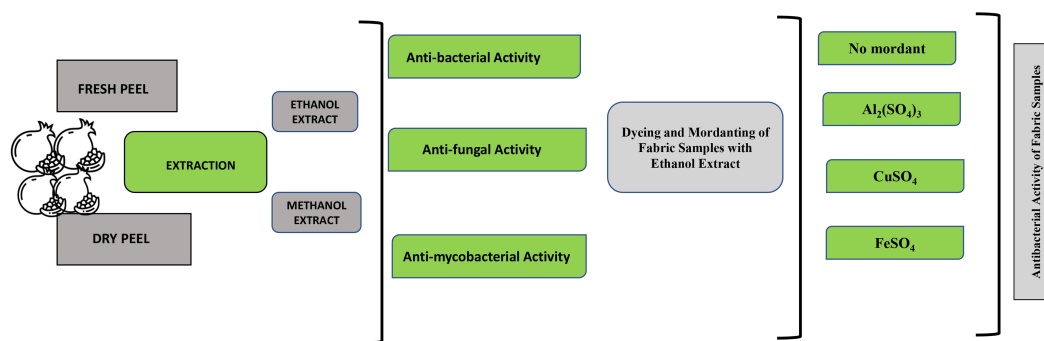 FRESH PEEL
DRY PEEL
EXTRACTION
ETHANOL
EXTRACT
METHANOL
EXTRACT
Anti-bacterial Activity
Anti-fungal Activity
Anti-mycobacterial Activity
Dyeing and Mordanting of
Fabric Samples with
Ethanol Extract
No mordant
Al₂(SO₄)₃
CuSO₄
FeSO₄
Antibacterial Activity of Fabric Samples